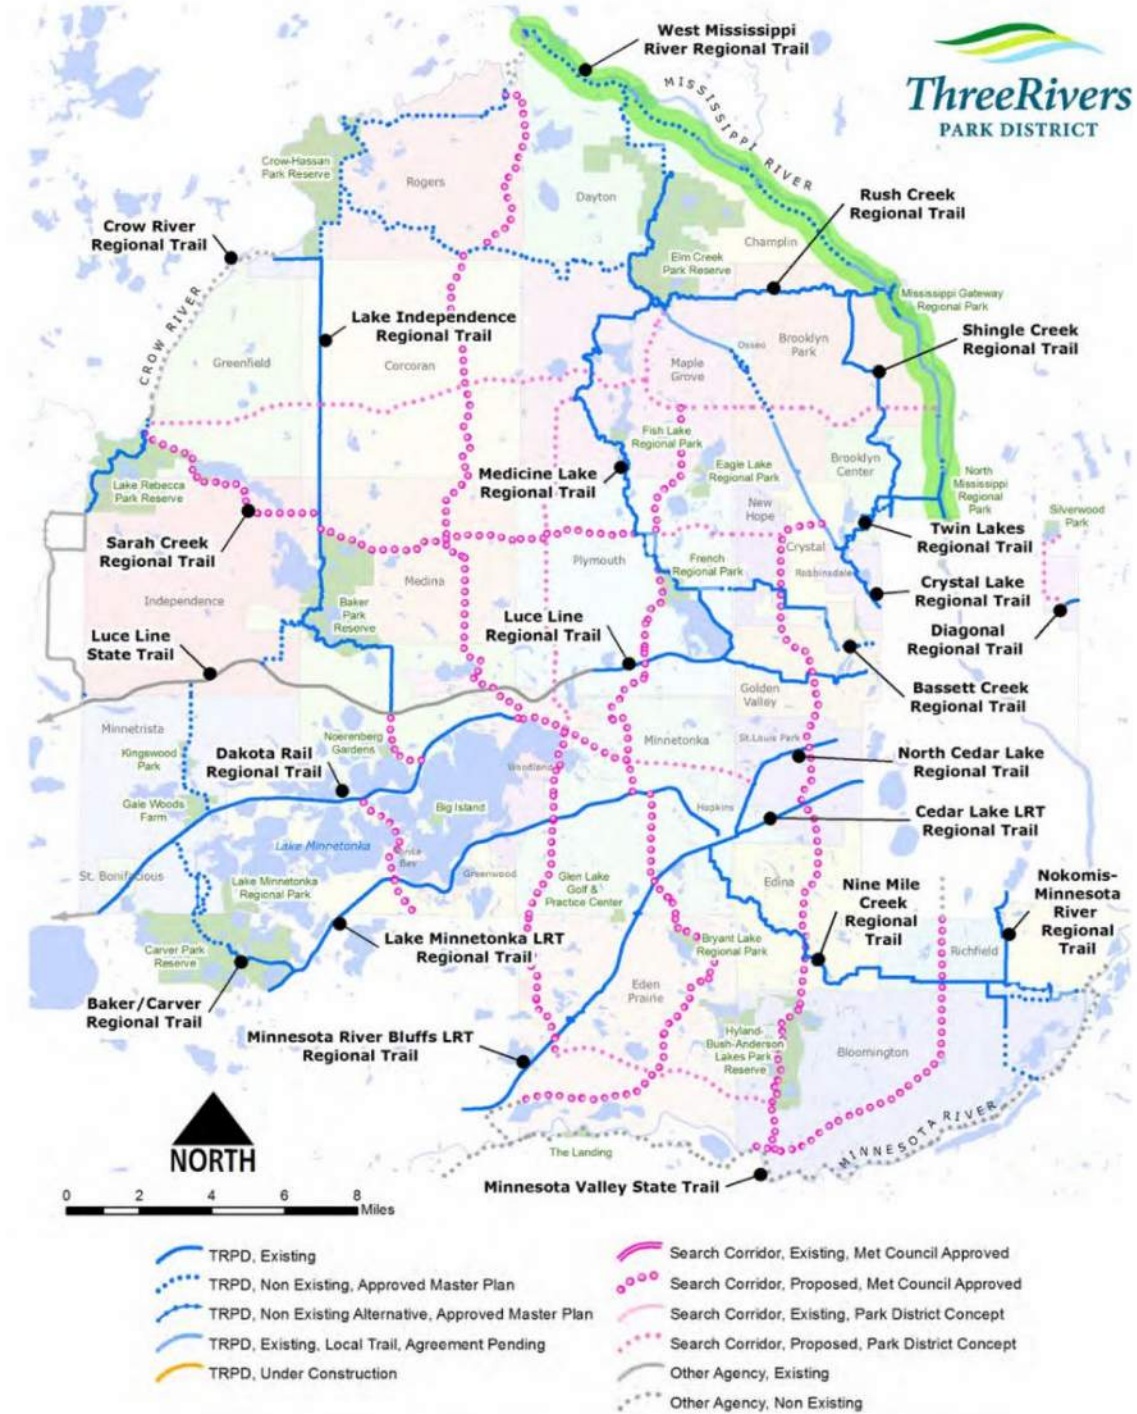 West Mississippi
River Regional Trail
ThreeRivers
PARK DISTRICT
MISSISSIPPI RIVER
Crow-Hassan
Park Reserve
Rogers
Dayton
Rush Creek
Regional Trail
Crow River
Regional Trail
Champlin
Elm Creek
Park Reserve
Mississippi Gateway
Regional Park
CROW RIVER
Lake Independence
Regional Trail
Shingle Creek
Regional Trail
Osseo
Brooklyn
Park
Greenfield
Corcoran
Maple
Grove
Fish Lake
Regional Park
Medicine Lake
Regional Trail
Eagle Lake
Regional Park
Brooklyn
Center
North
Mississippi
Regional
Park
Lake Rebecca
Park Reserve
New
Hope
Silverwood
Park
Twin Lakes
Regional Trail
Sarah Creek
Regional Trail
Crystal
Plymouth
French
Regional Park
Robbinsdale
Medina
Crystal Lake
Regional Trail
Independence
Baker
Park
Reserve
Luce Line
Regional Trail
Diagonal
Regional Trail
Luce Line
State Trail
Bassett Creek
Regional Trail
Golden
Valley
Minnetrista
Noerenberg
Gardens
Kingswood
Park
Minnetonka
St. Louis Park
Dakota Rail
Regional Trail
Woodland
North Cedar Lake
Regional Trail
Gale Woods
Farm
Big Island
Hopkins
Cedar Lake LRT
Regional Trail
Lake Minnetonka
Bay
Greenwood
St. Bonifacious
Lake Minnetonka
Regional Park
Glen Lake
Golf &
Practice Center
Edina
Nine Mile
Creek
Regional
Trail
Nokomis-
Minnesota
River
Regional
Trail
Lake Minnetonka LRT
Regional Trail
Carver Park
Reserve
Bryant Lake
Regional Park
Richfield
Baker/Carver
Regional Trail
Eden
Prairie
Minnesota River Bluffs LRT
Regional Trail
Hyland-
Bush-Anderson
Lakes Park
Reserve
Bloomington
MINNESOTA RIVER
NORTH
The Landing
Minnesota Valley State Trail
0 2 4 6 8
Miles
TRPD, Existing
TRPD, Non Existing, Approved Master Plan
TRPD, Non Existing Alternative, Approved Master Plan
TRPD, Existing, Local Trail, Agreement Pending
TRPD, Under Construction
Search Corridor, Existing, Met Council Approved
Search Corridor, Proposed, Met Council Approved
Search Corridor, Existing, Park District Concept
Search Corridor, Proposed, Park District Concept
Other Agency, Existing
Other Agency, Non Existing